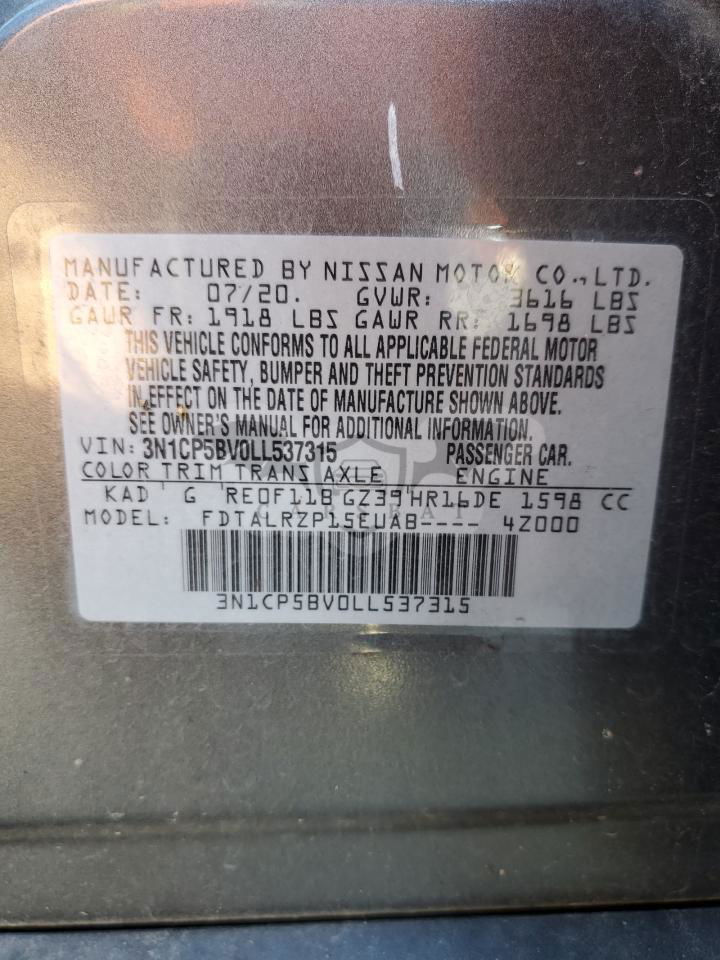 MANUFACTURED BY NISSAN MOTOR CO., LTD.
DATE: 07/20. GVWR: 3616 LBS
GAWR FR: 1918 LBS GAWR RR: 1698 LBS
THIS VEHICLE CONFORMS TO ALL APPLICABLE FEDERAL MOTOR
VEHICLE SAFETY, BUMPER AND THEFT PREVENTION STANDARDS
IN EFFECT ON THE DATE OF MANUFACTURE SHOWN ABOVE.
SEE OWNER'S MANUAL FOR ADDITIONAL INFORMATION.
VIN: 3N1CP5BV0LL537315 PASSENGER CAR.
COLOR TRIM TRANS AXLE ENGINE
KAD G RE0F11B GZ39 HR16DE 1598 CC
MODEL: FDTALRZP15EUAB---- 4Z000
3N1CP5BV0LL537315